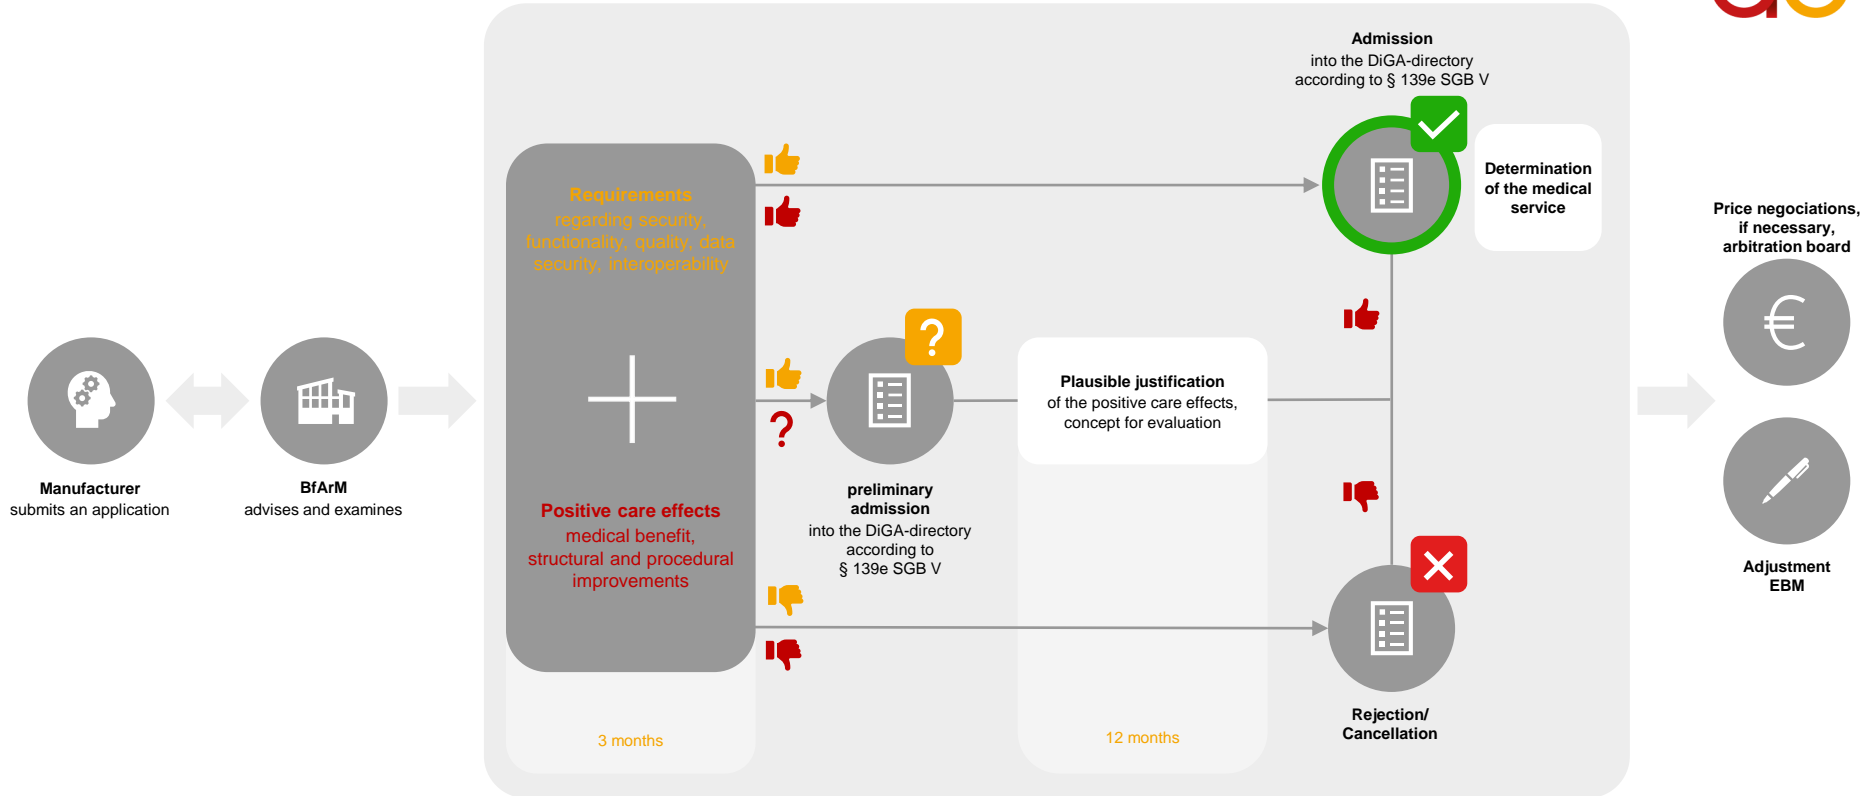 Admission
into the DiGA-directory
according to § 139e SGB V
Requirements
regarding security,
functionality, quality, data
security, interoperability
Determination
of the medical
service
Price negociations,
if necessary,
arbitration board
€
?
?
Plausible justification
of the positive care effects,
concept for evaluation
Manufacturer
submits an application
BfArM
advises and examines
Positive care effects
medical benefit,
structural and procedural
improvements
preliminary
admission
into the DiGA-directory
according to
§ 139e SGB V
Adjustment
EBM
Rejection/
Cancellation
3 months
12 months